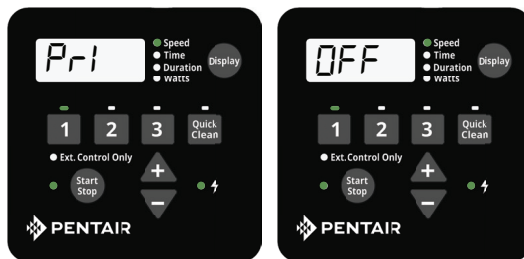 Pri
Speed
Time
Duration
Watts
Display
1
2
3
Quick
Clean
Ext. Control Only
Start
Stop
+
−
PENTAIR
OFF
Speed
Time
Duration
Watts
Display
1
2
3
Quick
Clean
Ext. Control Only
Start
Stop
+
−
PENTAIR